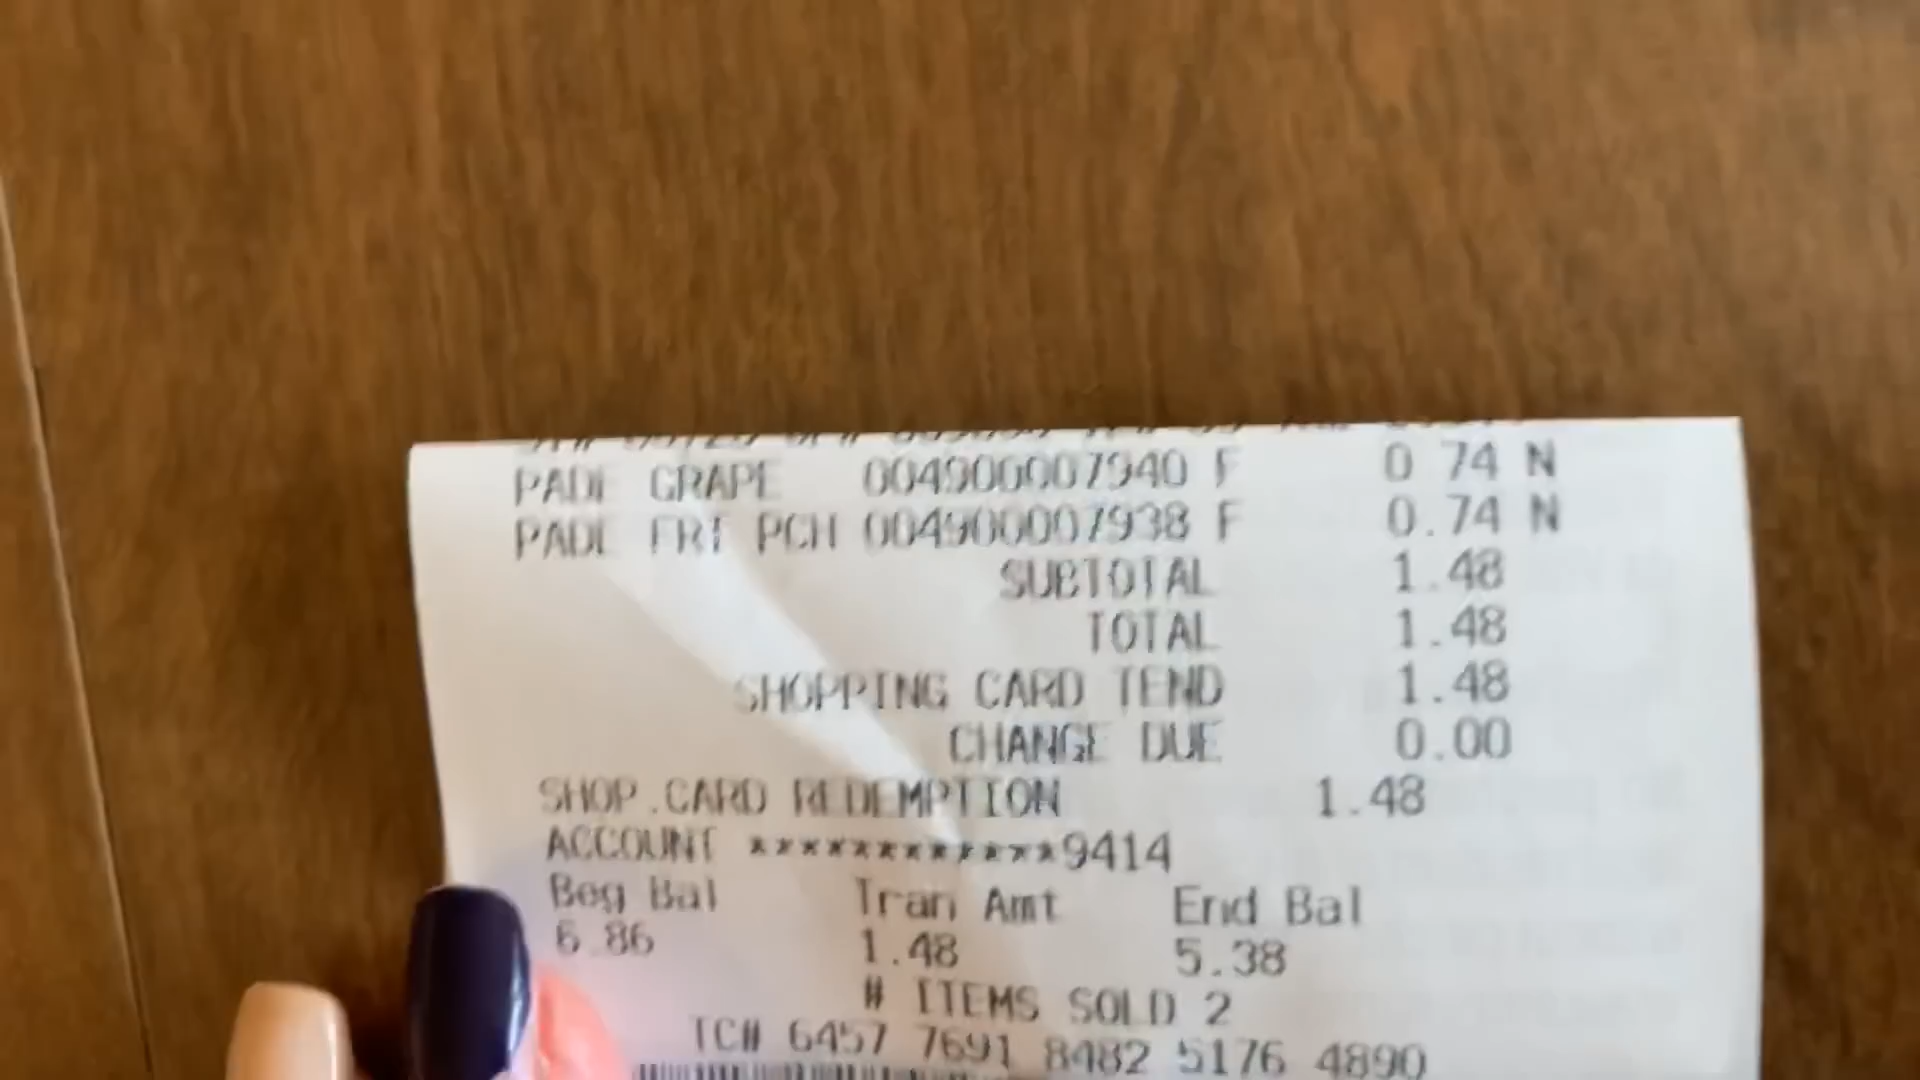 PADE GRAPE 004900007940 F 0 74 N
PADE FRT PCH 004900007938 F 0.74 N
SUBTOTAL 1.48
TOTAL 1.48
SHOPPING CARD TEND 1.48
CHANGE DUE 0.00
SHOP.CARD REDEMPTION 1.48
ACCOUNT ************9414
Beg Bal Tran Amt End Bal
6.86 1.48 5.38
# ITEMS SOLD 2
TC# 6457 7691 8482 5176 4890